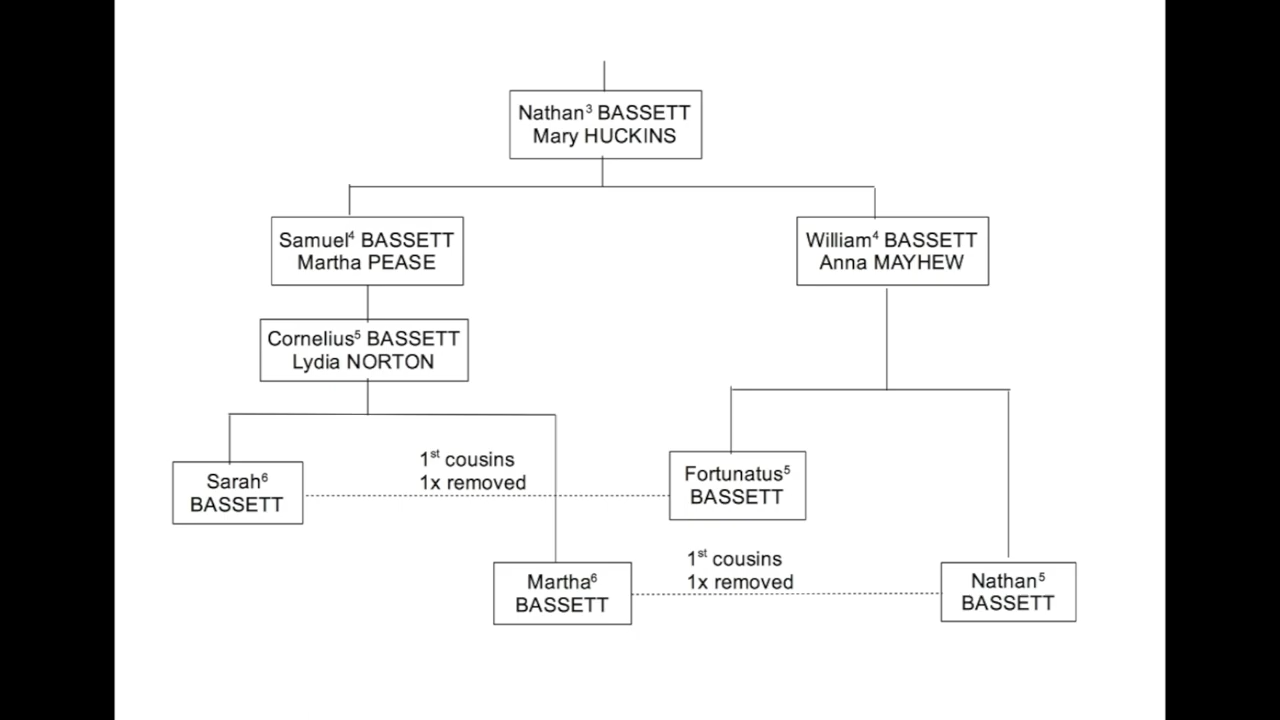 Nathan³ BASSETT
Mary HUCKINS
Samuel⁴ BASSETT
Martha PEASE
William⁴ BASSETT
Anna MAYHEW
Cornelius⁵ BASSETT
Lydia NORTON
Sarah⁶
BASSETT
1ˢᵗ cousins
1x removed
Fortunatus⁵
BASSETT
Martha⁶
BASSETT
1ˢᵗ cousins
1x removed
Nathan⁵
BASSETT